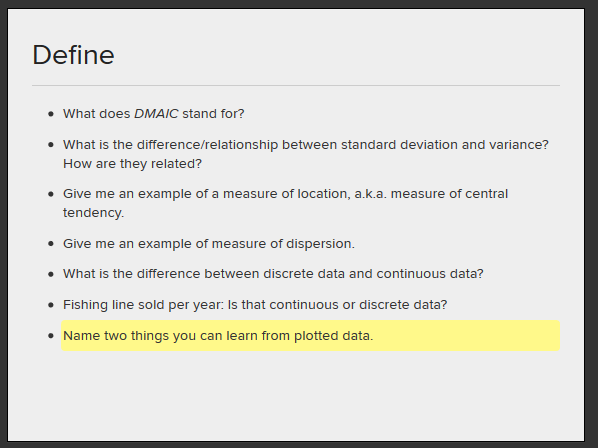 Define
What does DMAIC stand for?
What is the difference/relationship between standard deviation and variance?
How are they related?
Give me an example of a measure of location, a.k.a. measure of central
tendency.
Give me an example of measure of dispersion.
What is the difference between discrete data and continuous data?
Fishing line sold per year: Is that continuous or discrete data?
Name two things you can learn from plotted data.